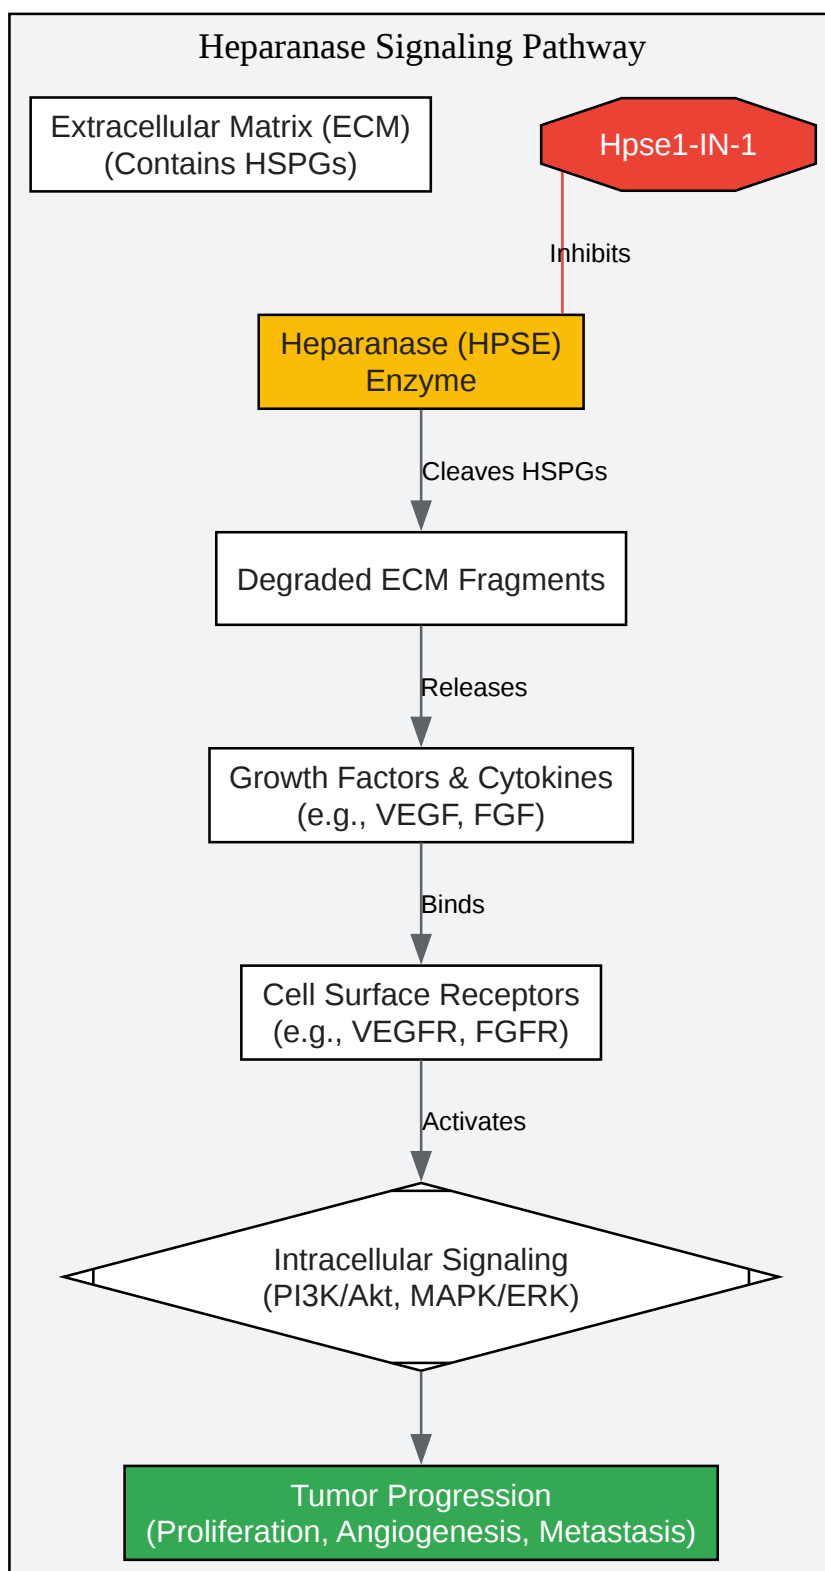 Heparanase Signaling Pathway
Extracellular Matrix (ECM)
(Contains HSPGs)
Hpse1-IN-1
Inhibits
Heparanase (HPSE)
Enzyme
Cleaves HSPGs
Degraded ECM Fragments
Releases
Growth Factors & Cytokines
(e.g., VEGF, FGF)
Binds
Cell Surface Receptors
(e.g., VEGFR, FGFR)
Activates
Intracellular Signaling
(PI3K/Akt, MAPK/ERK)
Tumor Progression
(Proliferation, Angiogenesis, Metastasis)